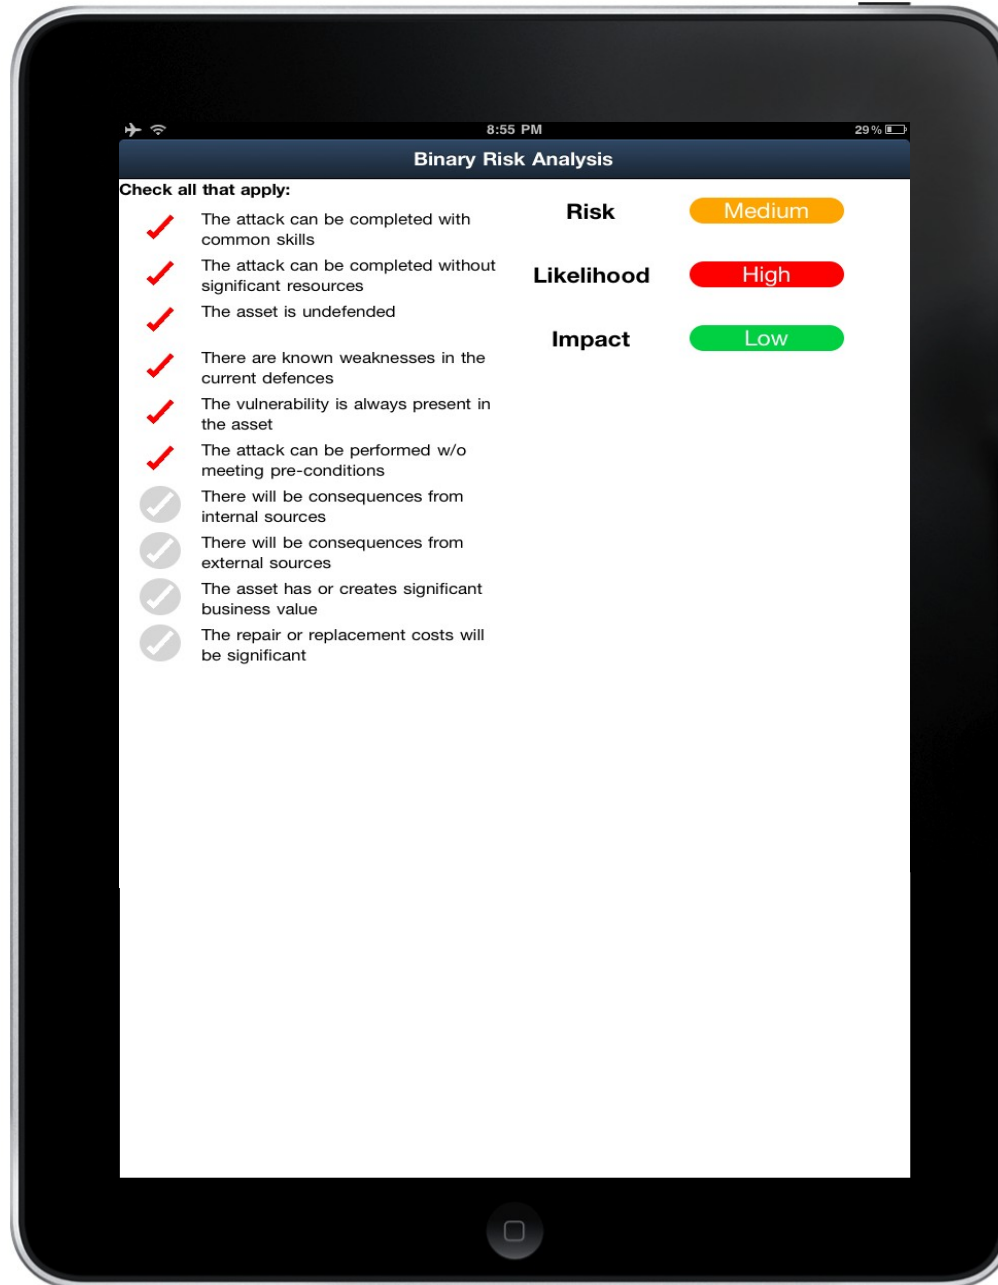 8:55 PM
29%
Binary Risk Analysis
Check all that apply:
The attack can be completed with
common skills
The attack can be completed without
significant resources
The asset is undefended
There are known weaknesses in the
current defences
The vulnerability is always present in
the asset
The attack can be performed w/o
meeting pre-conditions
There will be consequences from
internal sources
There will be consequences from
external sources
The asset has or creates significant
business value
The repair or replacement costs will
be significant
Risk
Medium
Likelihood
High
Impact
Low